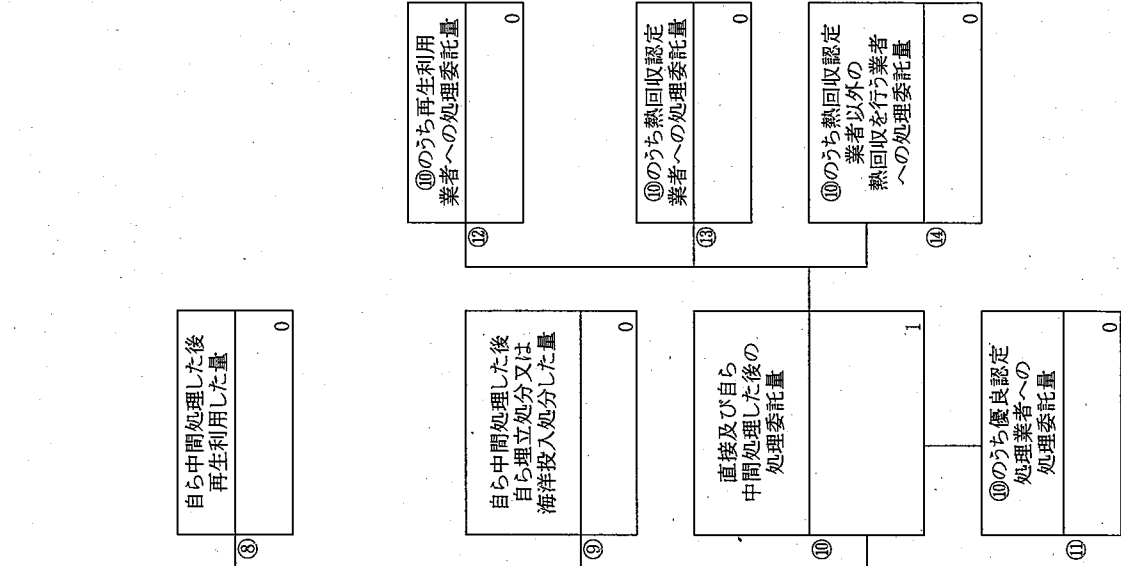 ⑧
自ら中間処理した後
再生利用した量
0
⑨
自ら中間処理した後
自ら埋立処分又は
海洋投入処分した量
0
⑩
直接及び自ら
中間処理した後の
処理委託量
1
⑪
⑩のうち優良認定
処理業者への
処理委託量
0
⑫
⑩のうち再生利用
業者への処理委託量
0
⑬
⑩のうち熱回収認定
業者への処理委託量
0
⑭
⑩のうち熱回収認定
業者以外の
熱回収を行う業者
への処理委託量
0